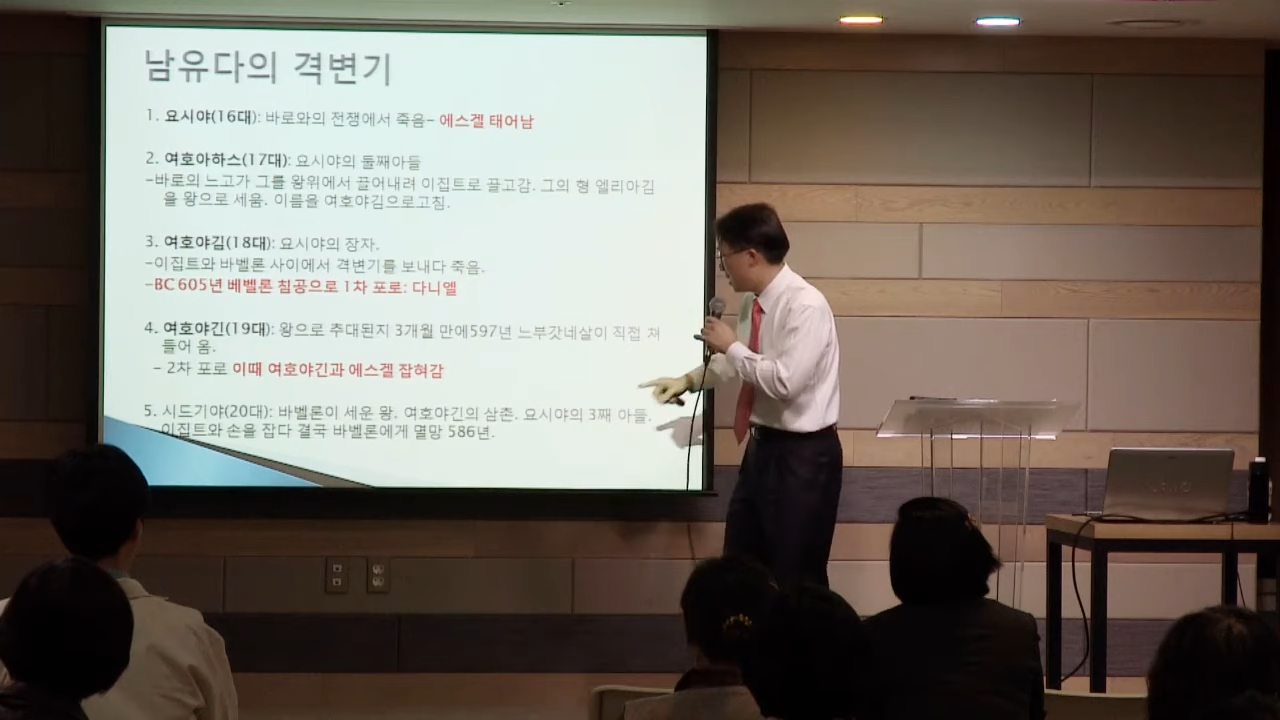 남유다의 격변기
1. 요시야(16대): 바로와의 전쟁에서 죽음- 에스겔 태어남
2. 여호아하스(17대): 요시야의 둘째아들
-바로의 느고가 그를 왕위에서 끌어내려 이집트로 끌고감. 그의 형 엘리아김
을 왕으로 세움. 이름을 여호야김으로고침.
3. 여호야김(18대): 요시야의 장자.
-이집트와 바벨론 사이에서 격변기를 보내다 죽음.
-BC 605년 베벨론 침공으로 1차 포로: 다니엘
4. 여호야긴(19대): 왕으로 추대된지 3개월 만에597년 느부갓네살이 직접 쳐
들어 옴.
- 2차 포로 이때 여호야긴과 에스겔 잡혀감
5. 시드기야(20대): 바벨론이 세운 왕. 여호야긴의 삼촌. 요시야의 3째 아들.
이집트와 손을 잡다 결국 바벨론에게 멸망 586년.
VAIO